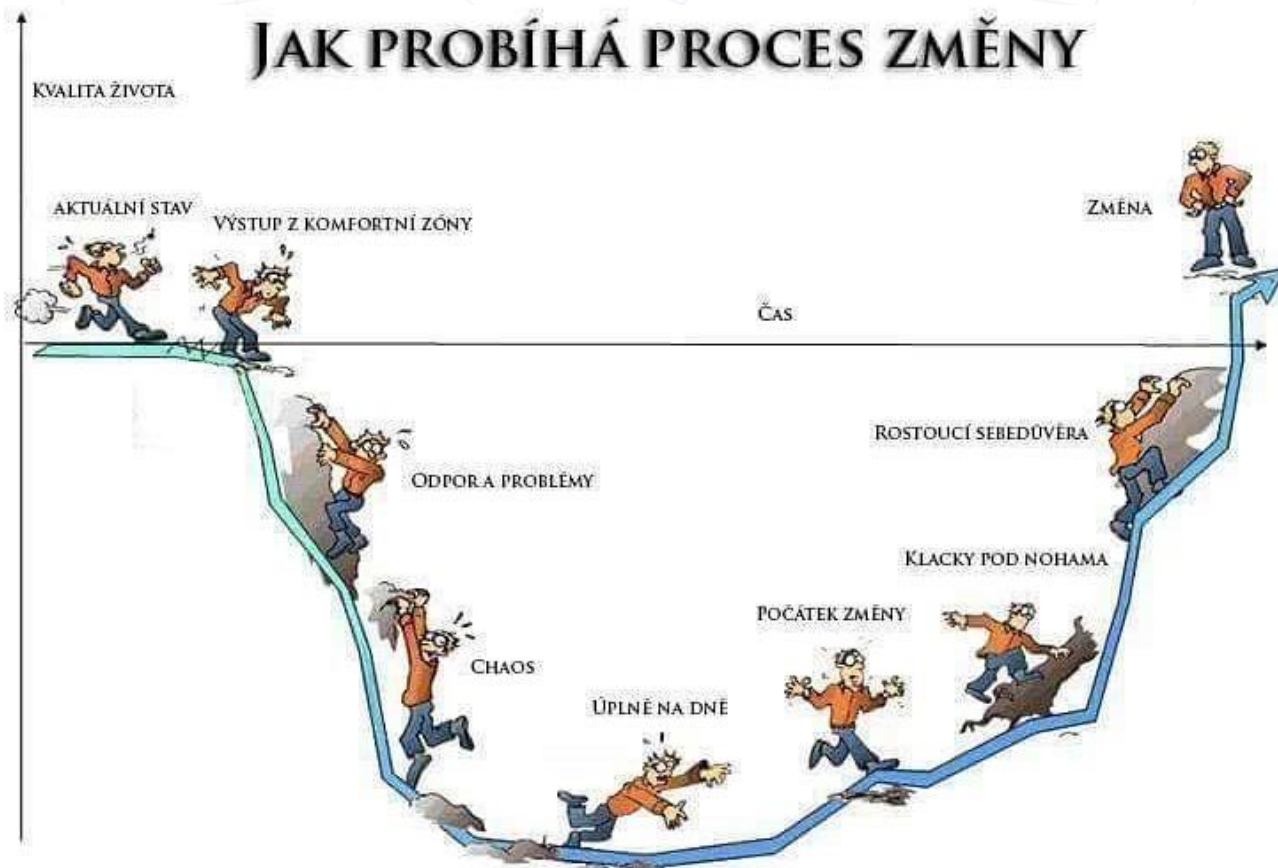 JAK PROBÍHÁ PROCES ZMĚNY
KVALITA ŽIVOTA
AKTUÁLNÍ STAV
VÝSTUP Z KOMFORTNÍ ZÓNY
ZMĚNA
ČAS
ODPOR A PROBLÉMY
ROSTOUCÍ SEBEDŮVĚRA
CHAOS
KLACKY POD NOHAMA
POČÁTEK ZMĚNY
ÚPLNĚ NA DNĚ